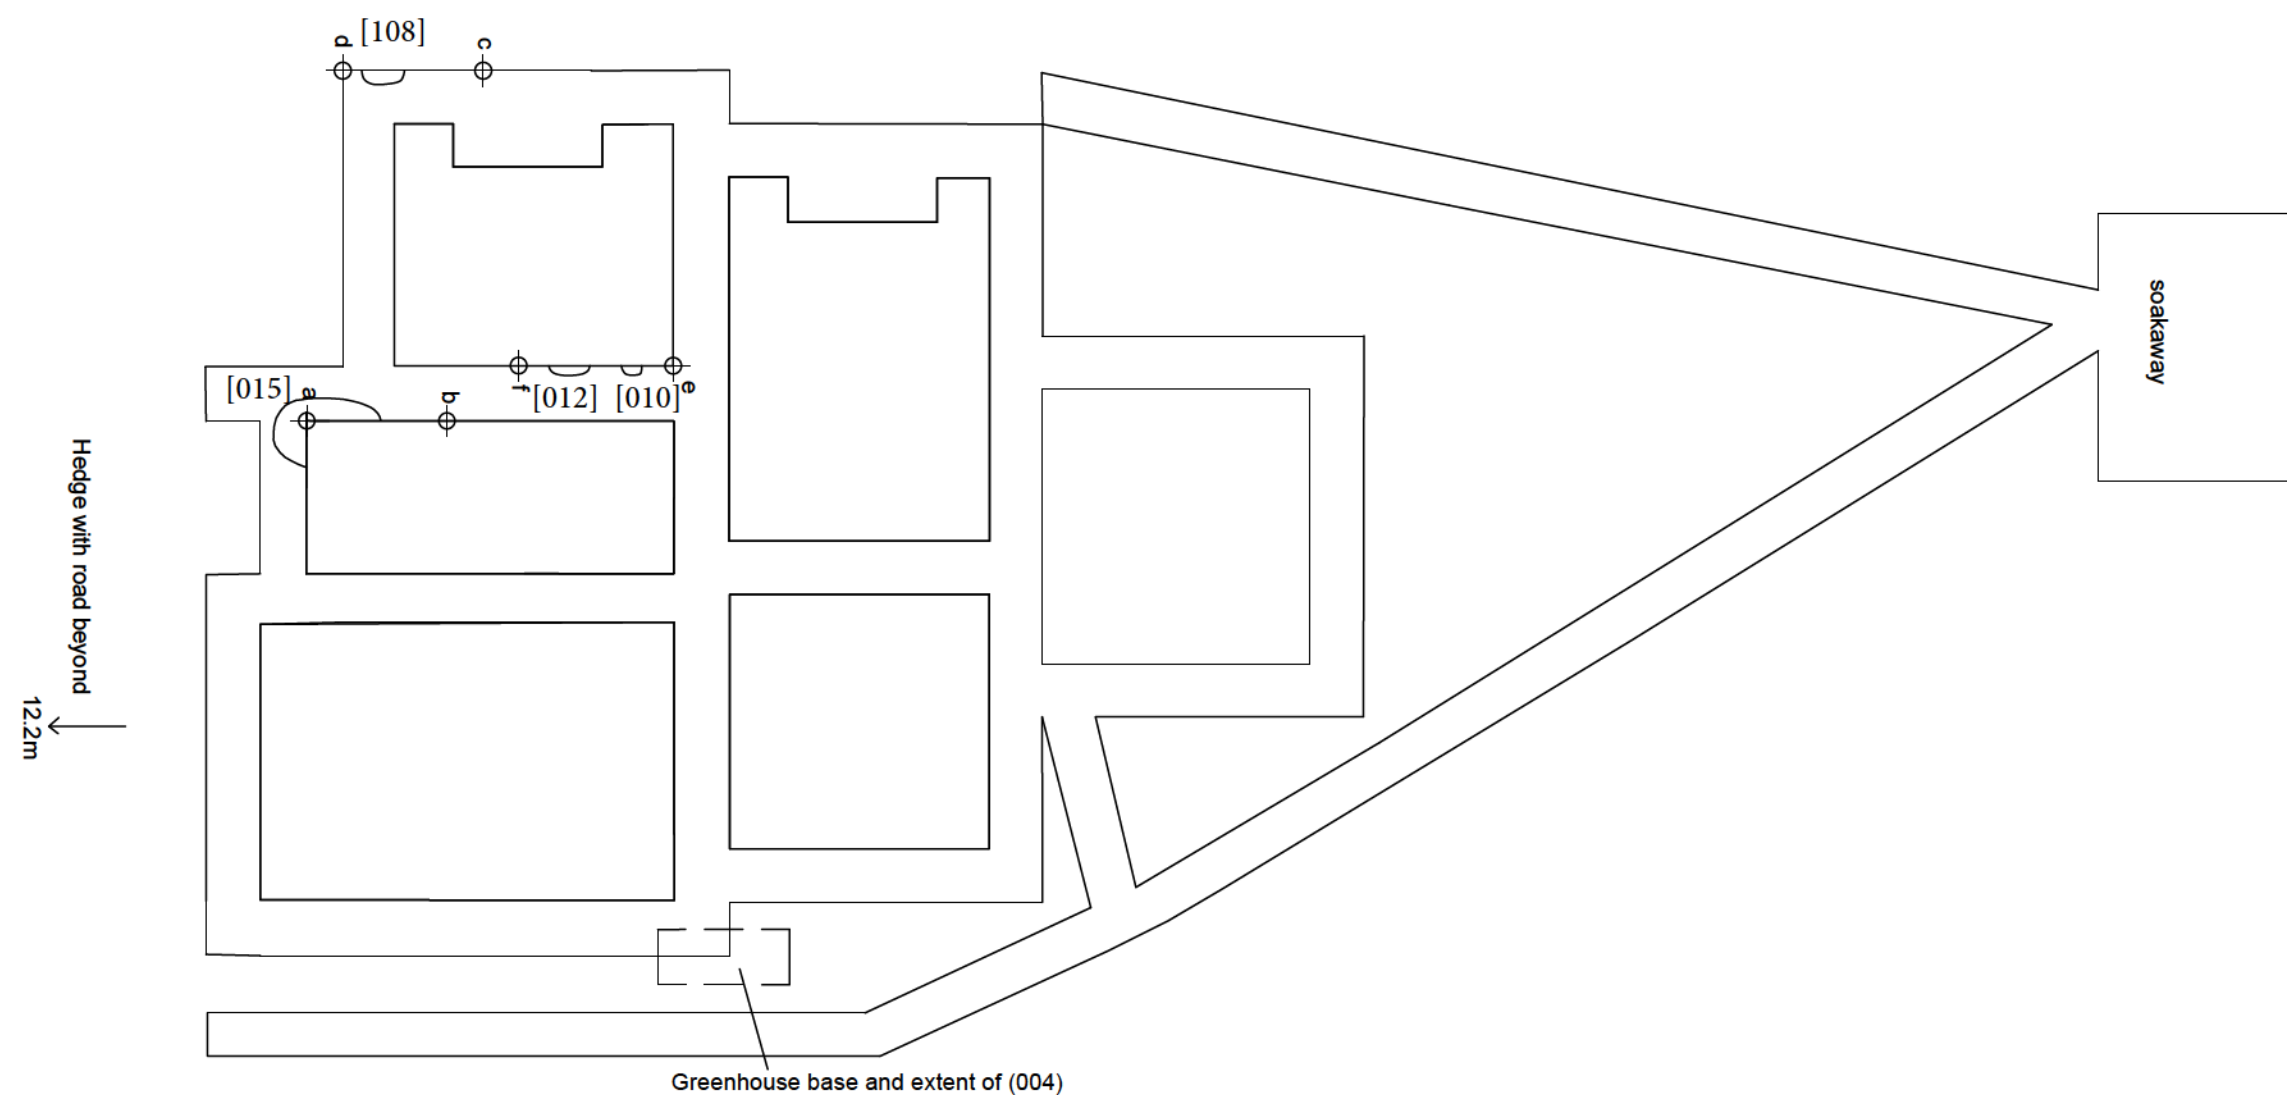 d [108] c
[015] a b f [012] [010] e
soakaway
Hedge with road beyond
12.2m
Greenhouse base and extent of (004)